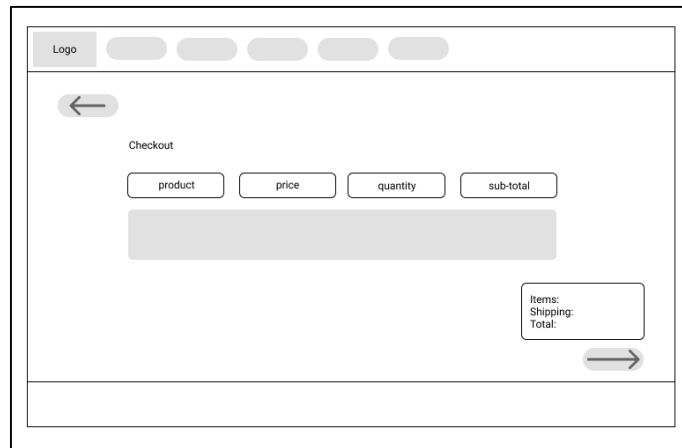 Logo
Checkout
product price quantity sub-total
Items:
Shipping:
Total: